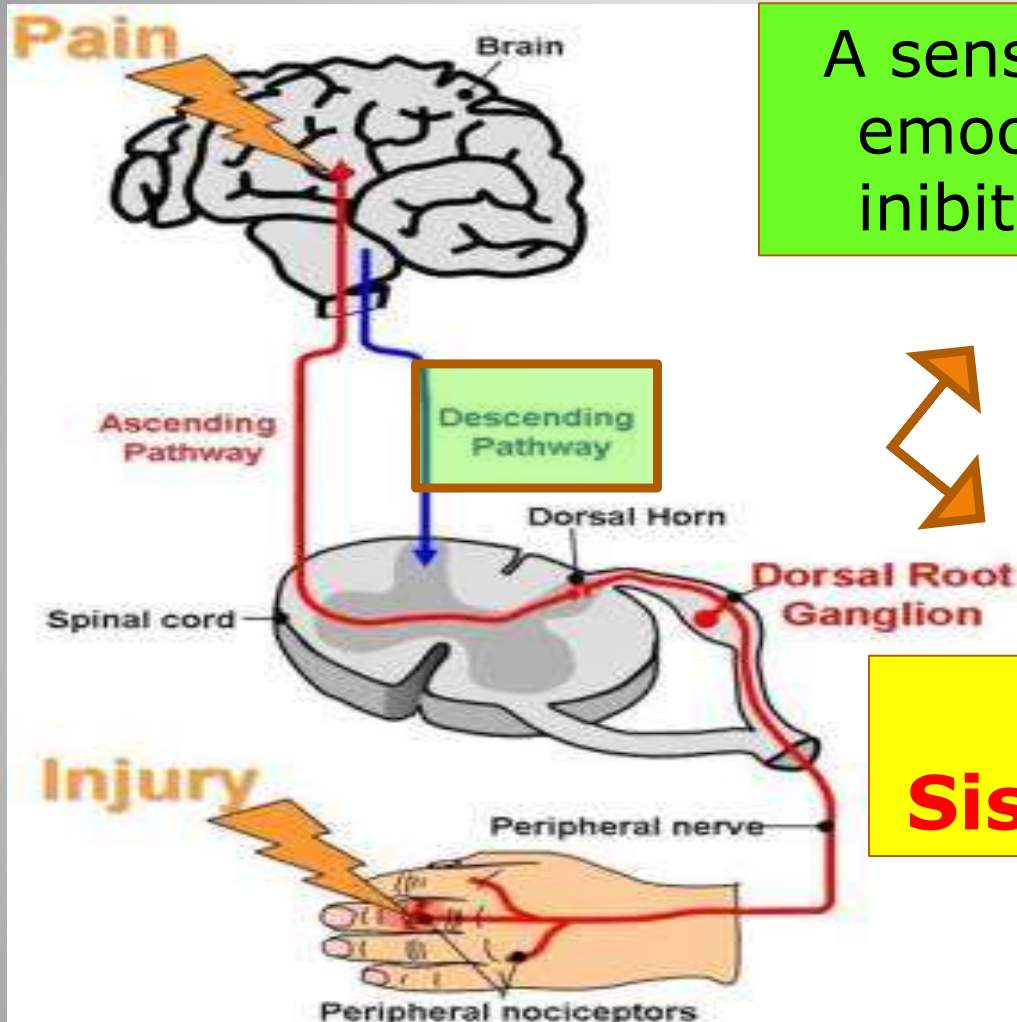 Pain
Brain
A sens
emoc
inibit
Ascending
Pathway
Descending
Pathway
Dorsal Horn
Dorsal Root
Ganglion
Spinal cord
Sis
Injury
Peripheral nerve
Peripheral nociceptors